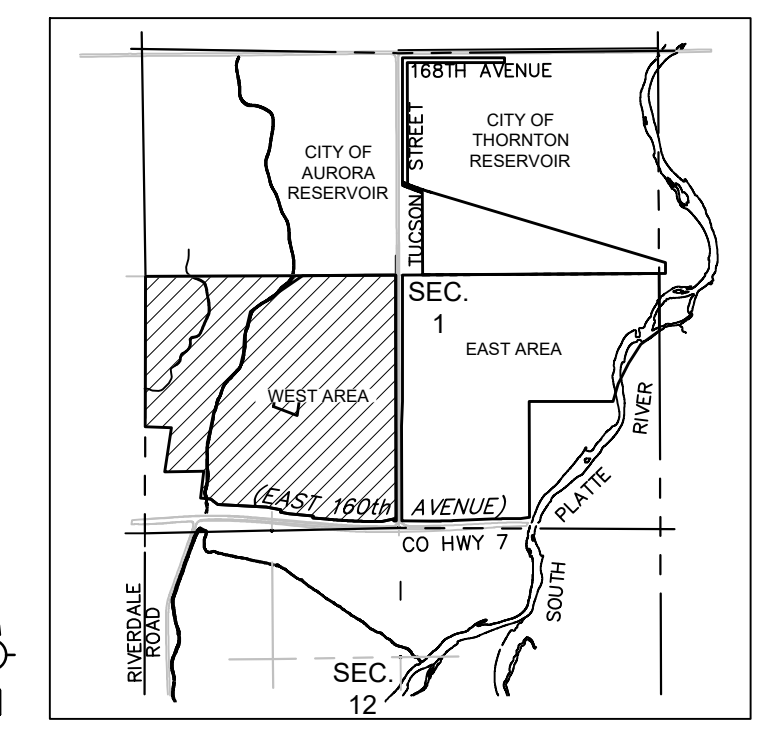 168TH AVENUE
CITY OF
THORNTON
RESERVOIR
CITY OF
AURORA
RESERVOIR
TUCSON STREET
SEC.
1
EAST AREA
WEST AREA
RIVER
PLATTE
SOUTH
(EAST 160th AVENUE)
CO HWY 7
RIVERDALE
ROAD
SEC.
12